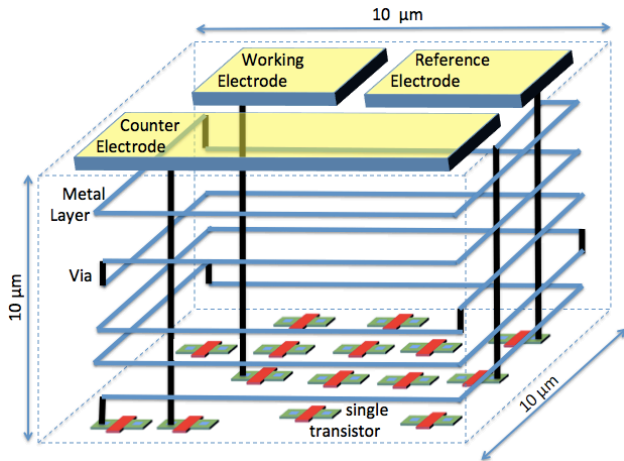 10 µm
Working
Electrode
Reference
Electrode
Counter
Electrode
Metal
Layer
Via
10 µm
10 µm
single
transistor